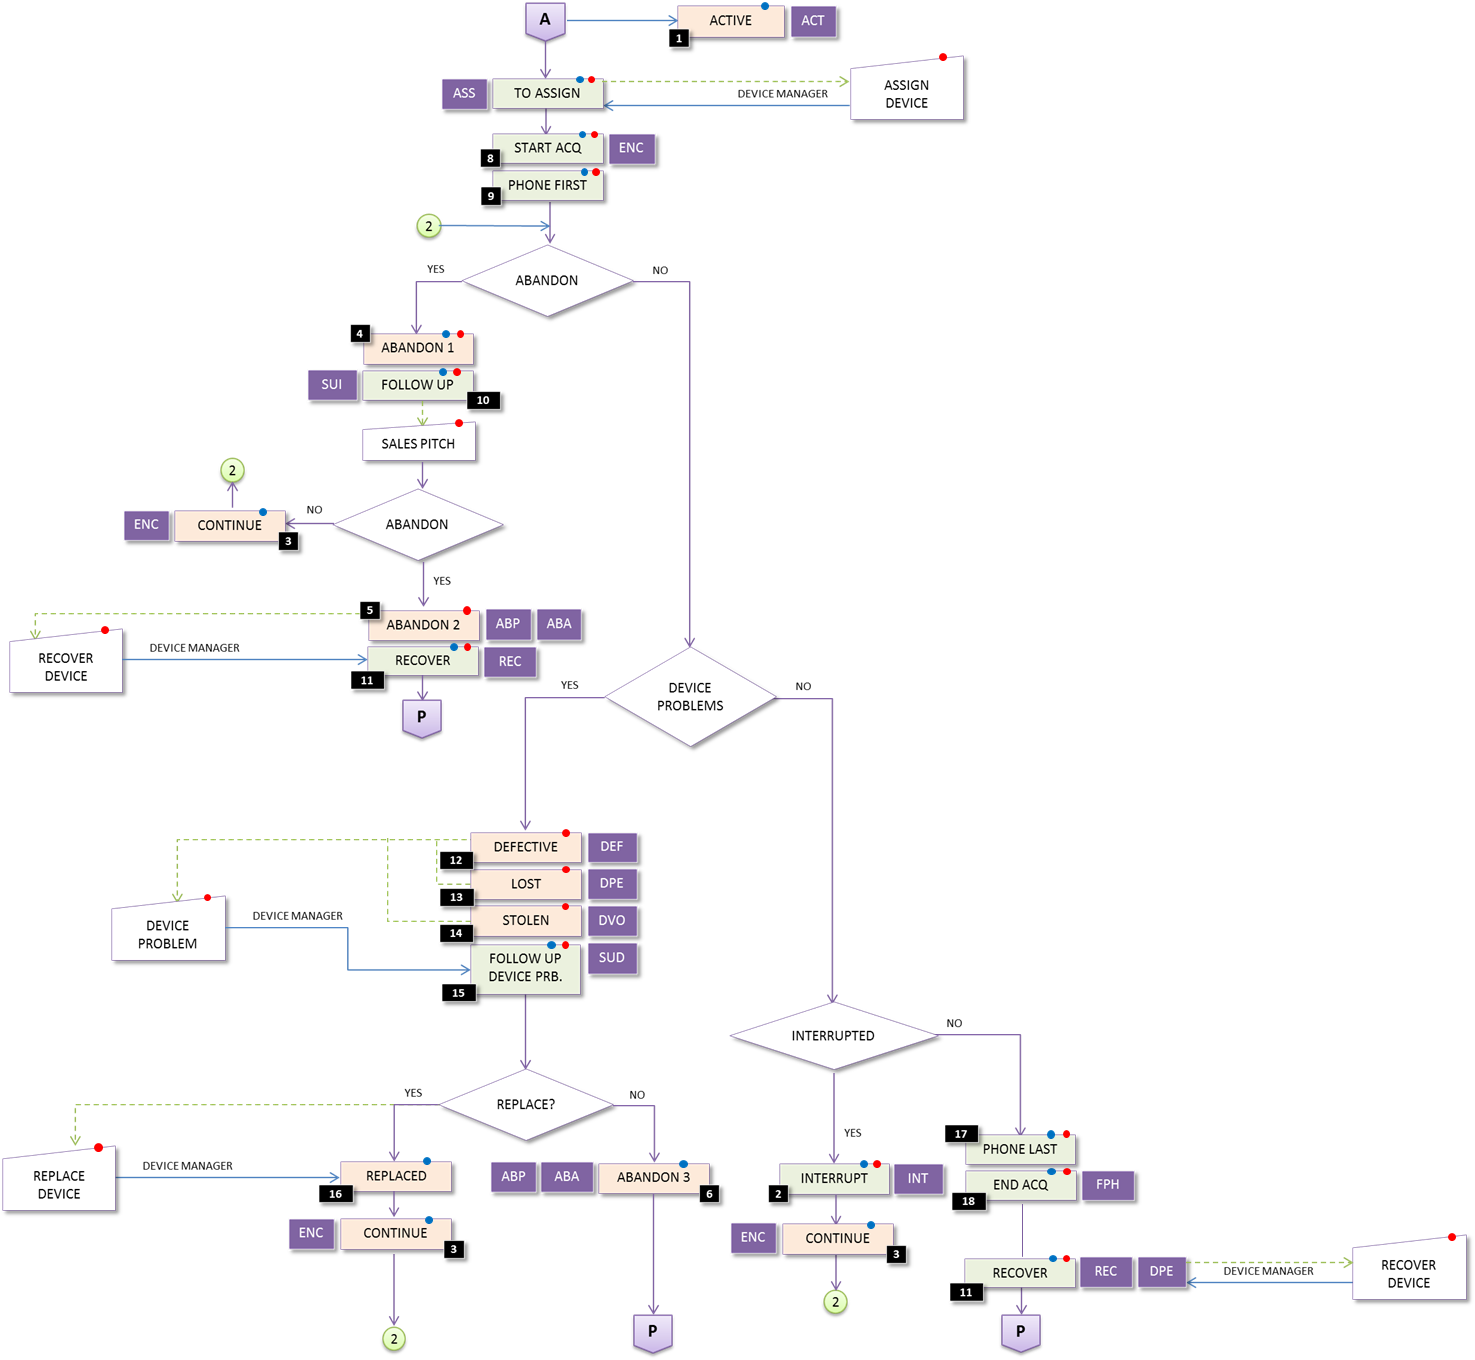 A
ACTIVE
ACT
1
ASS
TO ASSIGN
DEVICE MANAGER
ASSIGN
DEVICE
START ACQ
ENC
8
PHONE FIRST
9
2
ABANDON
YES
NO
4
ABANDON 1
SUI
FOLLOW UP
10
SALES PITCH
2
ENC
CONTINUE
3
NO
ABANDON
YES
5
ABANDON 2
ABP
ABA
RECOVER
DEVICE
DEVICE MANAGER
RECOVER
REC
11
P
YES
DEVICE
PROBLEMS
NO
DEFECTIVE
DEF
12
LOST
DPE
13
STOLEN
DVO
14
DEVICE
PROBLEM
DEVICE MANAGER
FOLLOW UP
DEVICE PRB.
SUD
15
INTERRUPTED
NO
YES
REPLACE?
NO
YES
REPLACE
DEVICE
DEVICE MANAGER
REPLACED
16
ENC
CONTINUE
3
2
ABP
ABA
ABANDON 3
6
P
YES
INTERRUPT
INT
2
ENC
CONTINUE
3
2
17
PHONE LAST
END ACQ
FPH
18
RECOVER
REC
DPE
11
DEVICE MANAGER
RECOVER
DEVICE
P